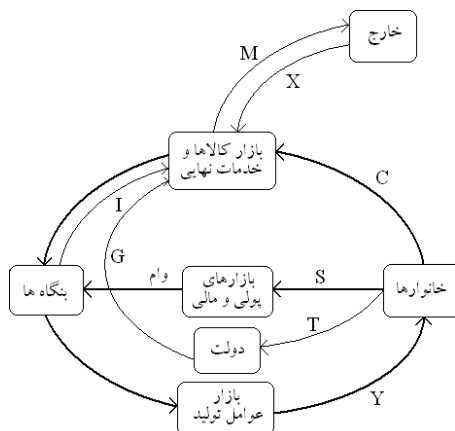 خارج
M
X
بازار کالاها و
خدمات نهایی
C
I
G
بنگاه ها
وام
بازارهای
پولی و مالی
S
خانوارها
T
دولت
بازار
عوامل تولید
Y